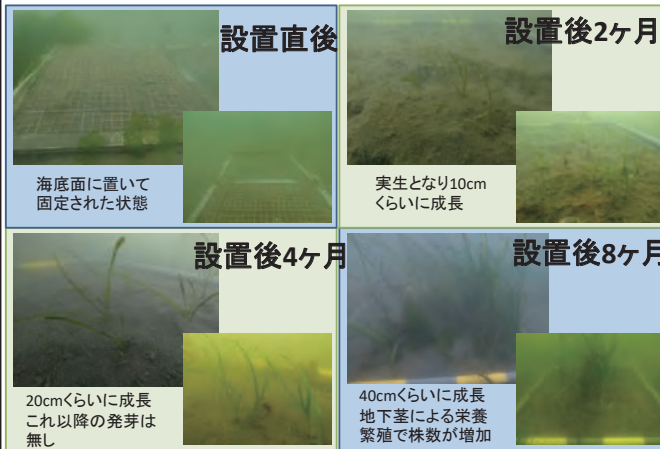 設置直後
海底面に置いて
固定された状態
設置後2ヶ月
実生となり10cm
くらいに成長
設置後4ヶ月
20cmくらいに成長
これ以降の発芽は
無し
設置後8ヶ月
40cmくらいに成長
地下茎による栄養
繁殖で株数が増加